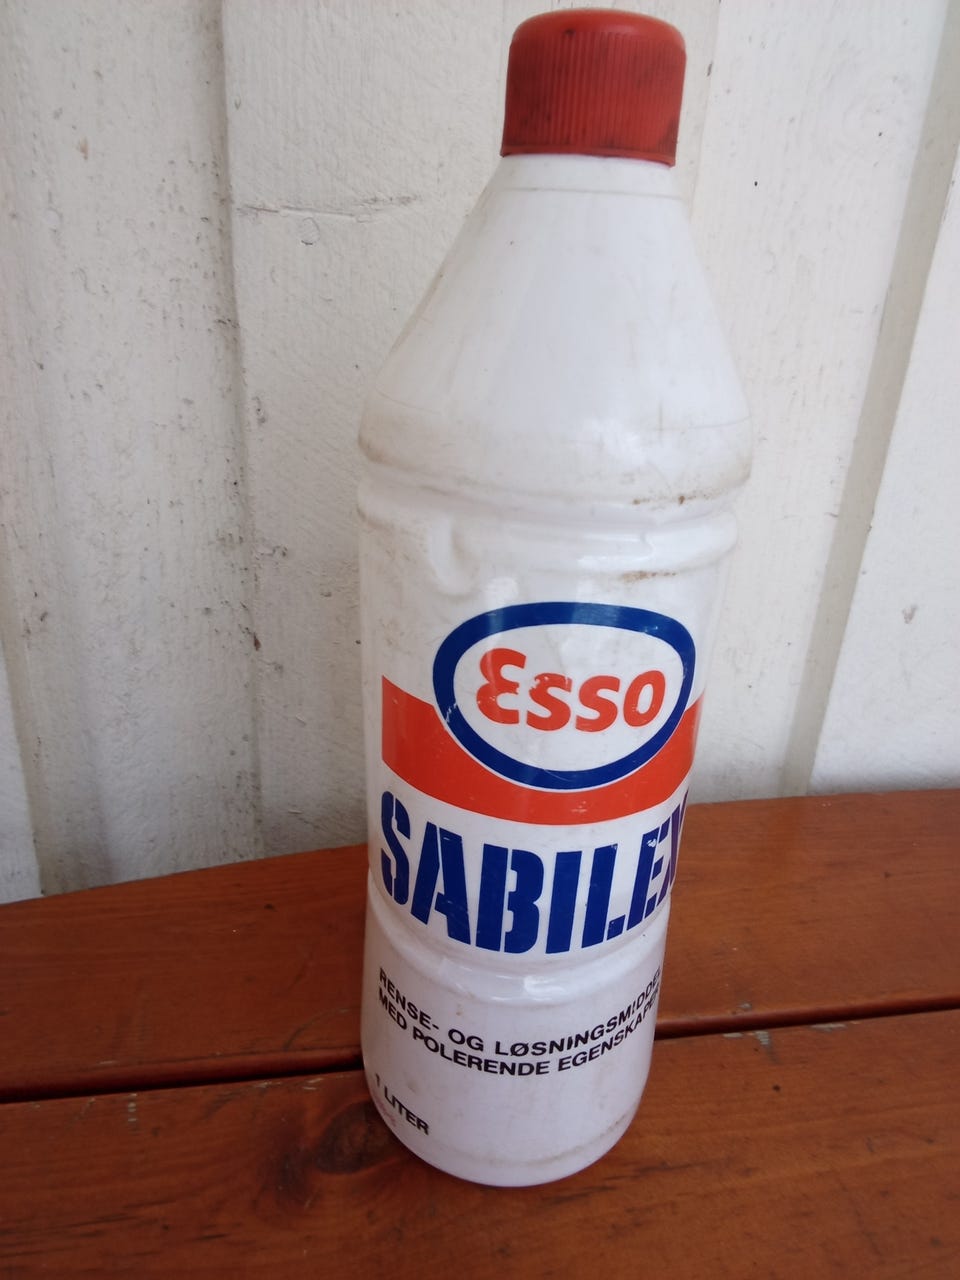 Esso
SABILEX
RENSE- OG LØSNINGSMIDDEL
MED POLERENDE EGENSKAPER
1 LITER